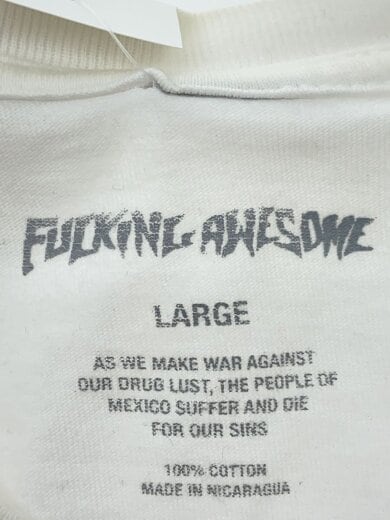 FUCKING AWESOME
LARGE
AS WE MAKE WAR AGAINST
OUR DRUG LUST, THE PEOPLE OF
MEXICO SUFFER AND DIE
FOR OUR SINS
100% COTTON
MADE IN NICARAGUA